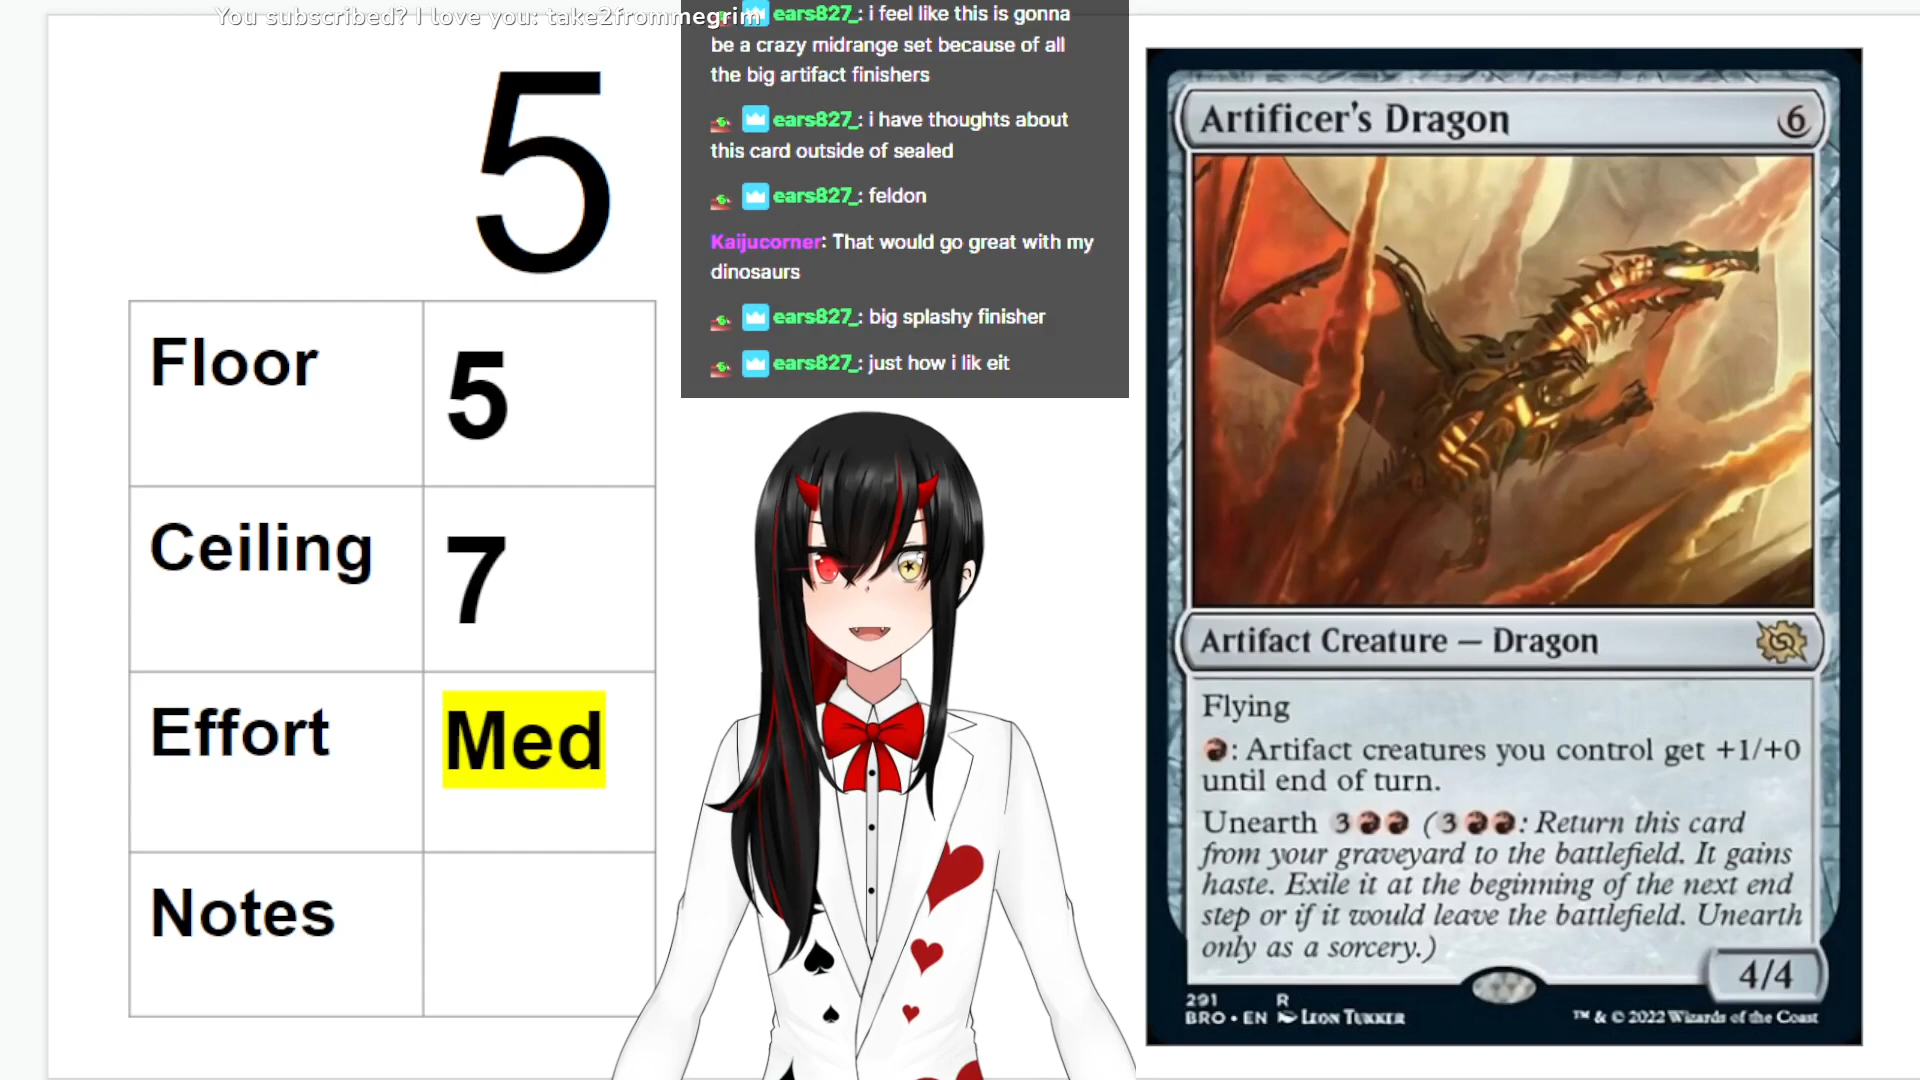 You subscribed? I love you: take2frommegrim
5
Floor 5
Ceiling 7
Effort Med
Notes
ears827_: i feel like this is gonna
be a crazy midrange set because of all
the big artifact finishers
ears827_: i have thoughts about
this card outside of sealed
ears827_: feldon
Kaijucorner: That would go great with my
dinosaurs
ears827_: big splashy finisher
ears827_: just how i lik eit
Artificer's Dragon 6
Artifact Creature — Dragon
Flying
: Artifact creatures you control get +1/+0
until end of turn.
Unearth 3 (3: Return this card
from your graveyard to the battlefield. It gains
haste. Exile it at the beginning of the next end
step or if it would leave the battlefield. Unearth
only as a sorcery.)
4/4
291 R
BRO • EN LEON TUKKER
™ & © 2022 Wizards of the Coast